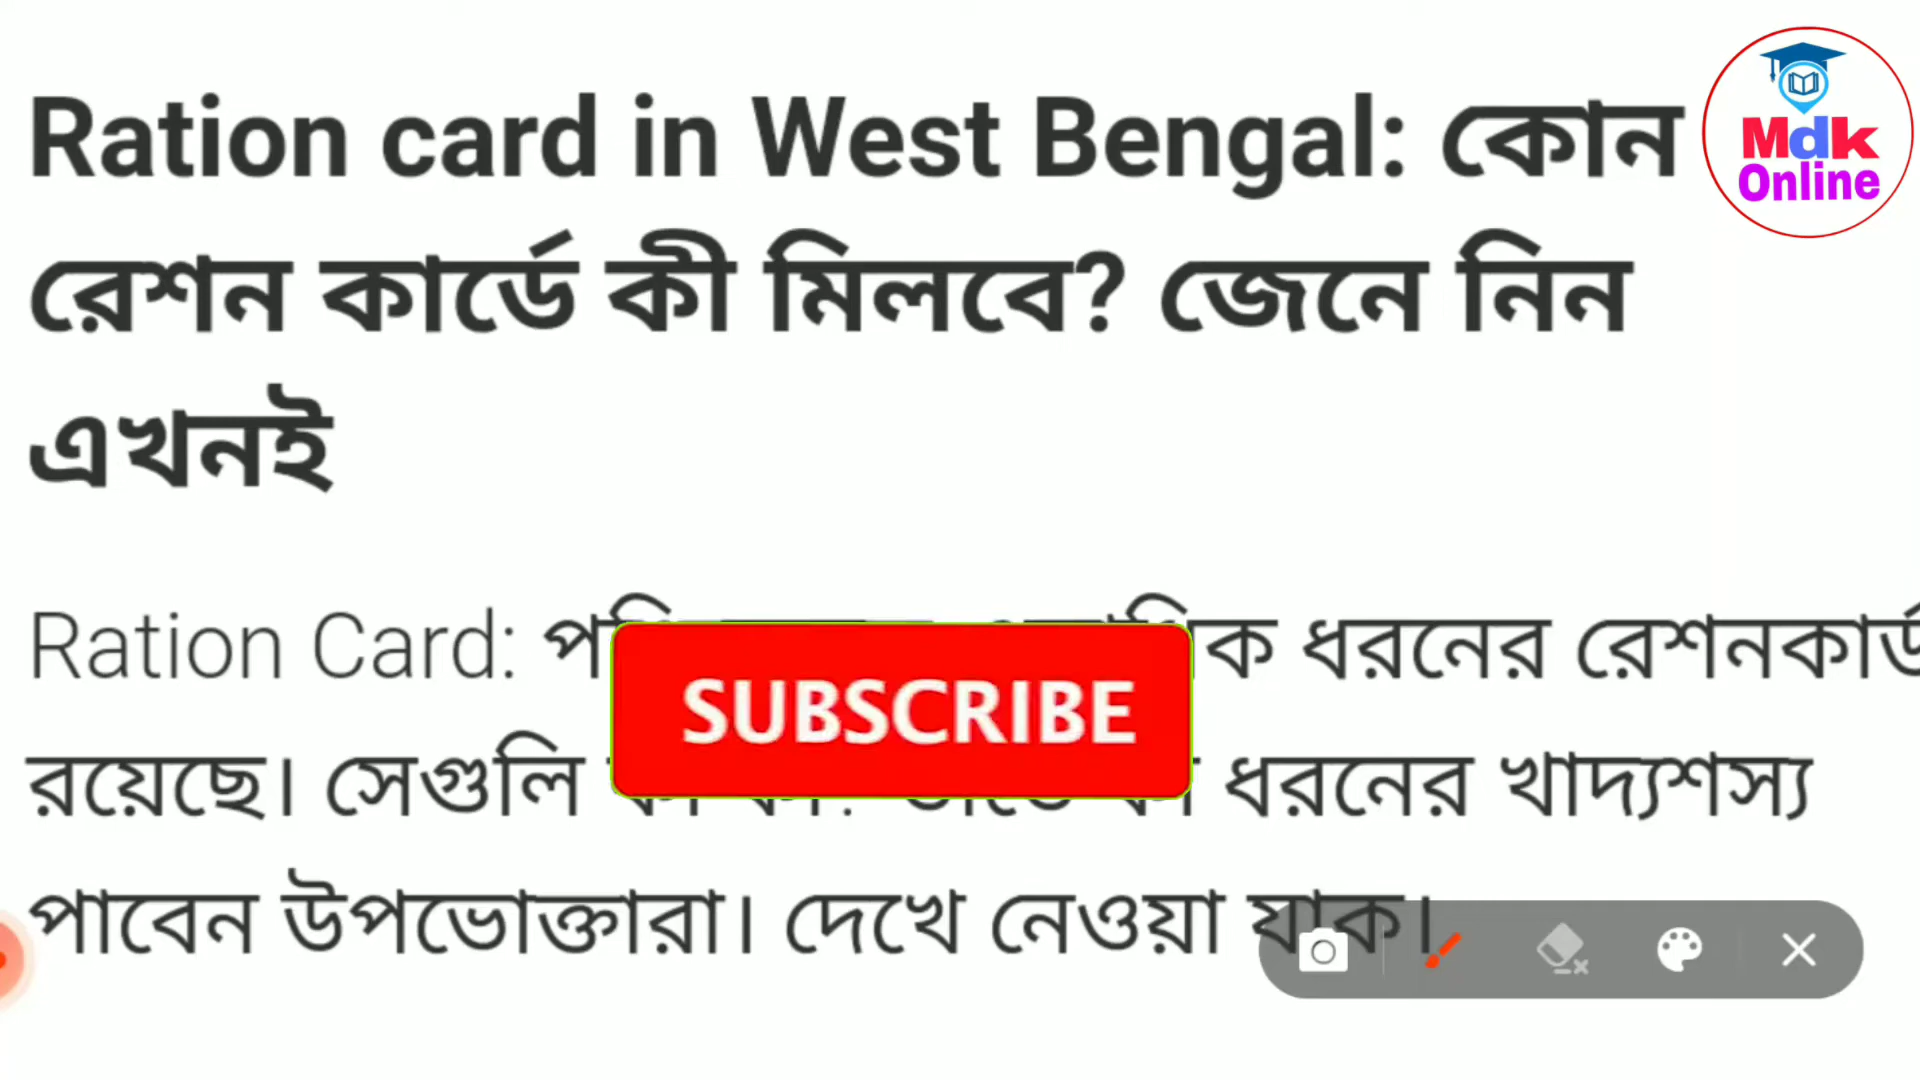 Ration card in West Bengal: কোন
রেশন কার্ডে কী মিলবে? জেনে নিন
এখনই
Mdk
Online
Ration Card: ধরনের রেশনকার্ড
রয়েছে। সেগুলি ধরনের খাদ্যশস্য
SUBSCRIBE
পাবেন উপভোক্তারা। দেখে নেওয়া যাক।